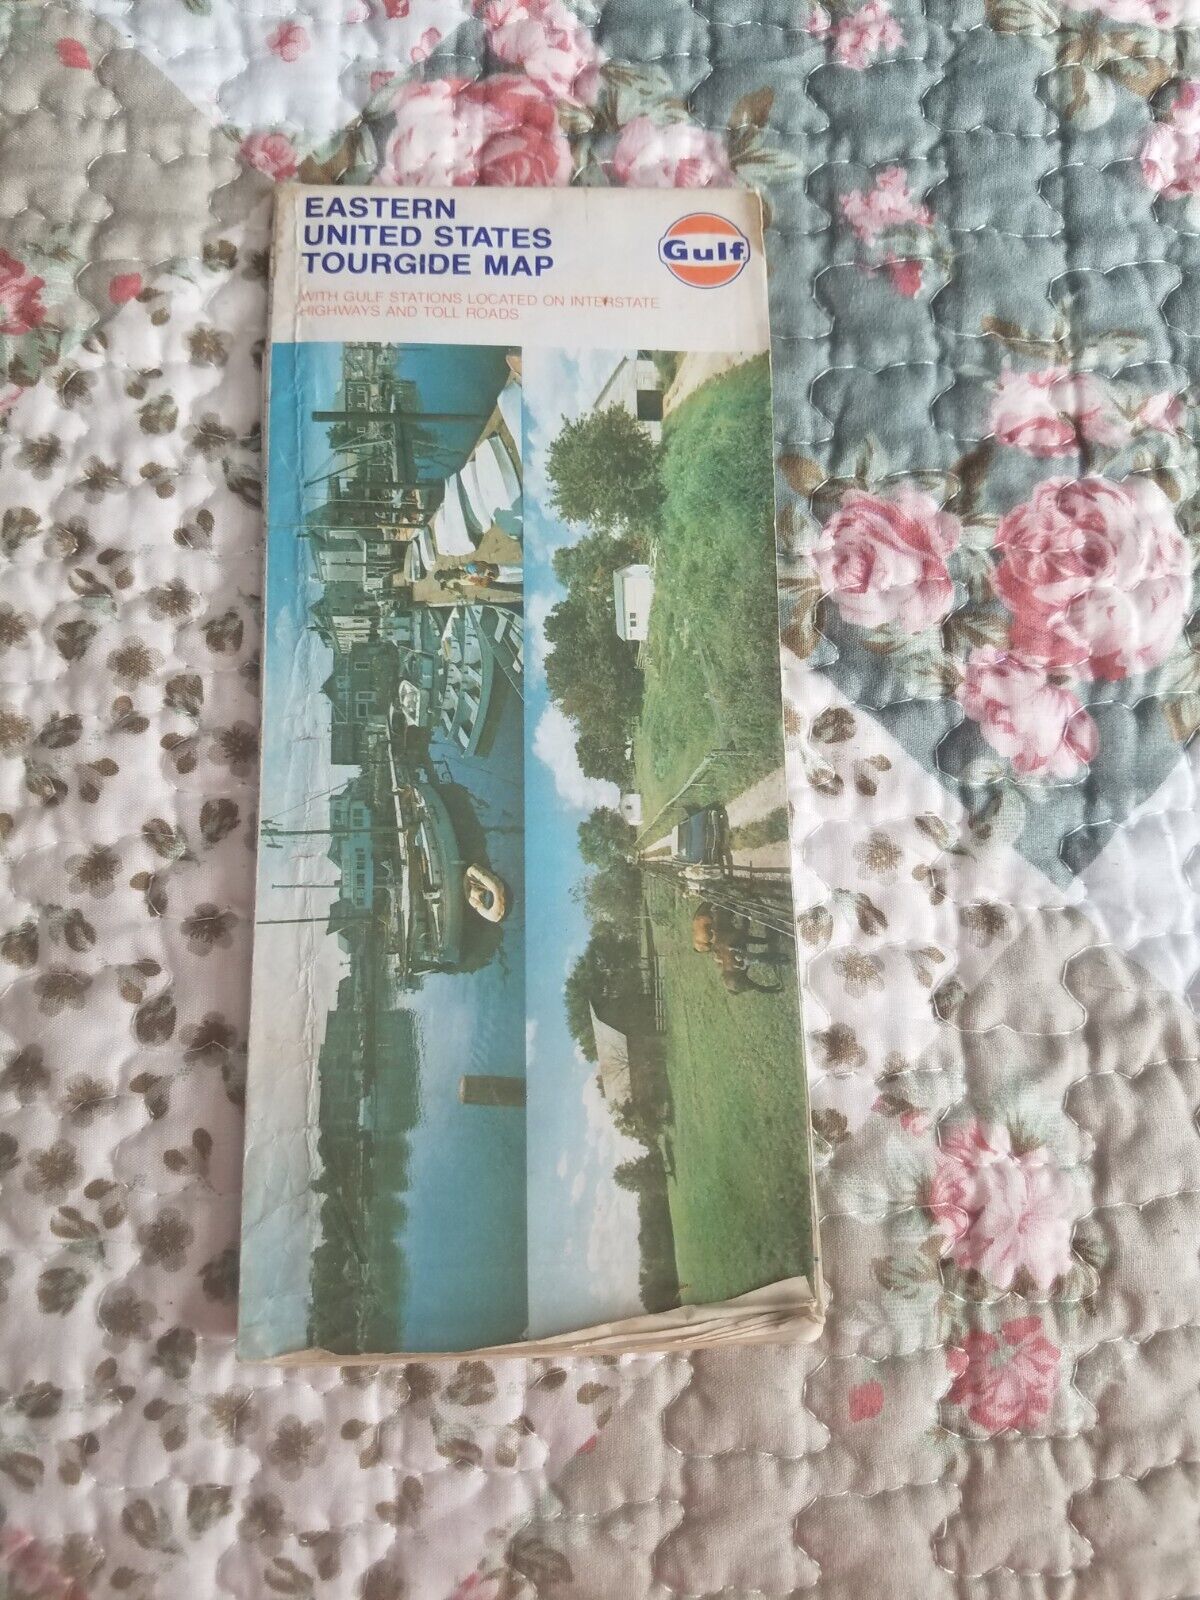 EASTERN
UNITED STATES
TOURGIDE MAP
Gulf
WITH GULF STATIONS LOCATED ON INTERSTATE
HIGHWAYS AND TOLL ROADS.